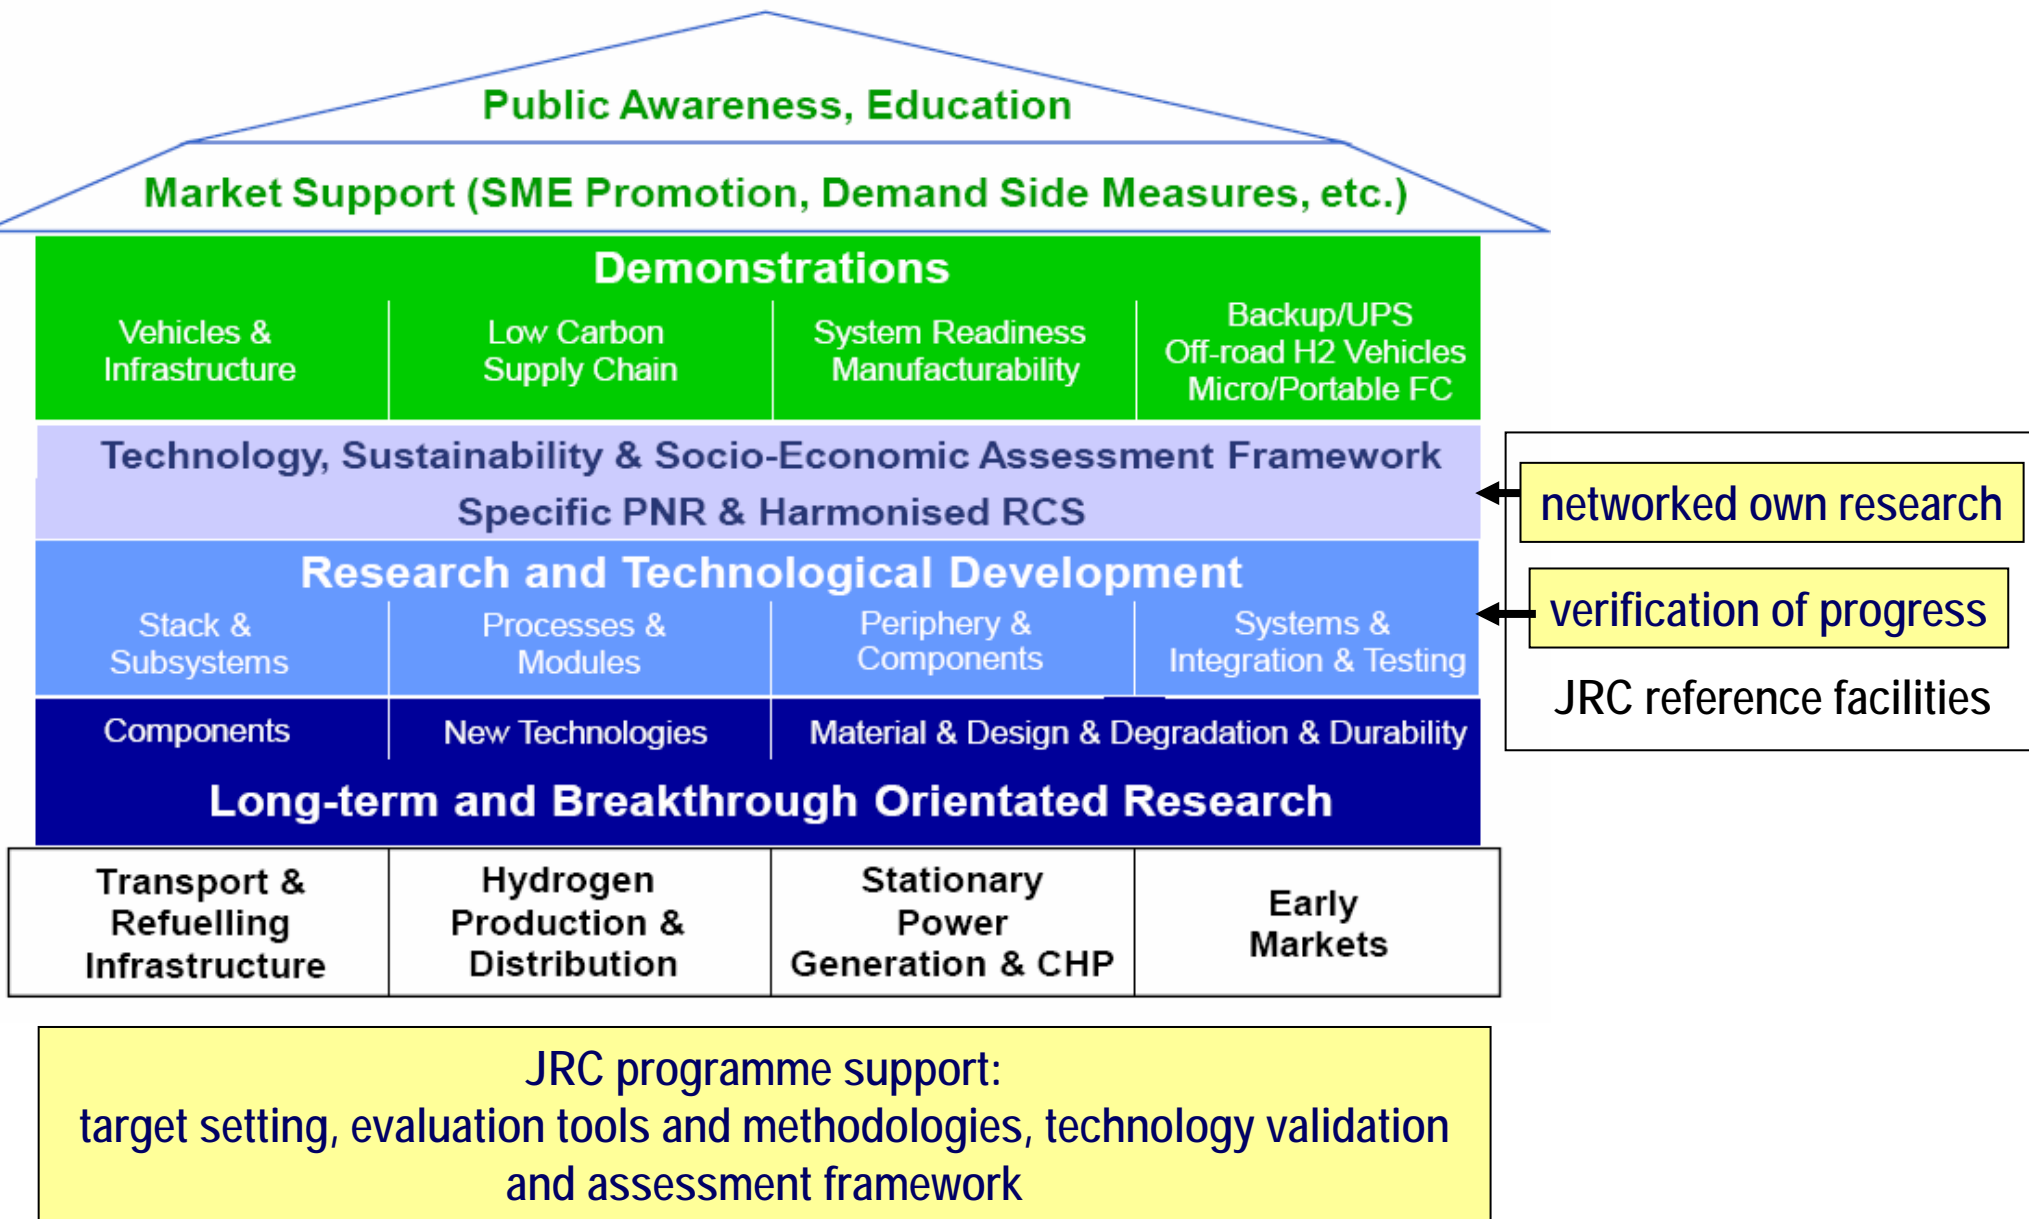 Public Awareness, Education
Market Support (SME Promotion, Demand Side Measures, etc.)
Demonstrations
Vehicles &
Infrastructure
Low Carbon
Supply Chain
System Readiness
Manufacturability
Backup/UPS
Off-road H2 Vehicles
Micro/Portable FC
Technology, Sustainability & Socio-Economic Assessment Framework
Specific PNR & Harmonised RCS
networked own research
Research and Technological Development
Stack &
Subsystems
Processes &
Modules
Periphery &
Components
Systems &
Integration & Testing
verification of progress
JRC reference facilities
Components
New Technologies
Material & Design & Degradation & Durability
Long-term and Breakthrough Orientated Research
Transport &
Refuelling
Infrastructure
Hydrogen
Production &
Distribution
Stationary
Power
Generation & CHP
Early
Markets
JRC programme support:
target setting, evaluation tools and methodologies, technology validation
and assessment framework